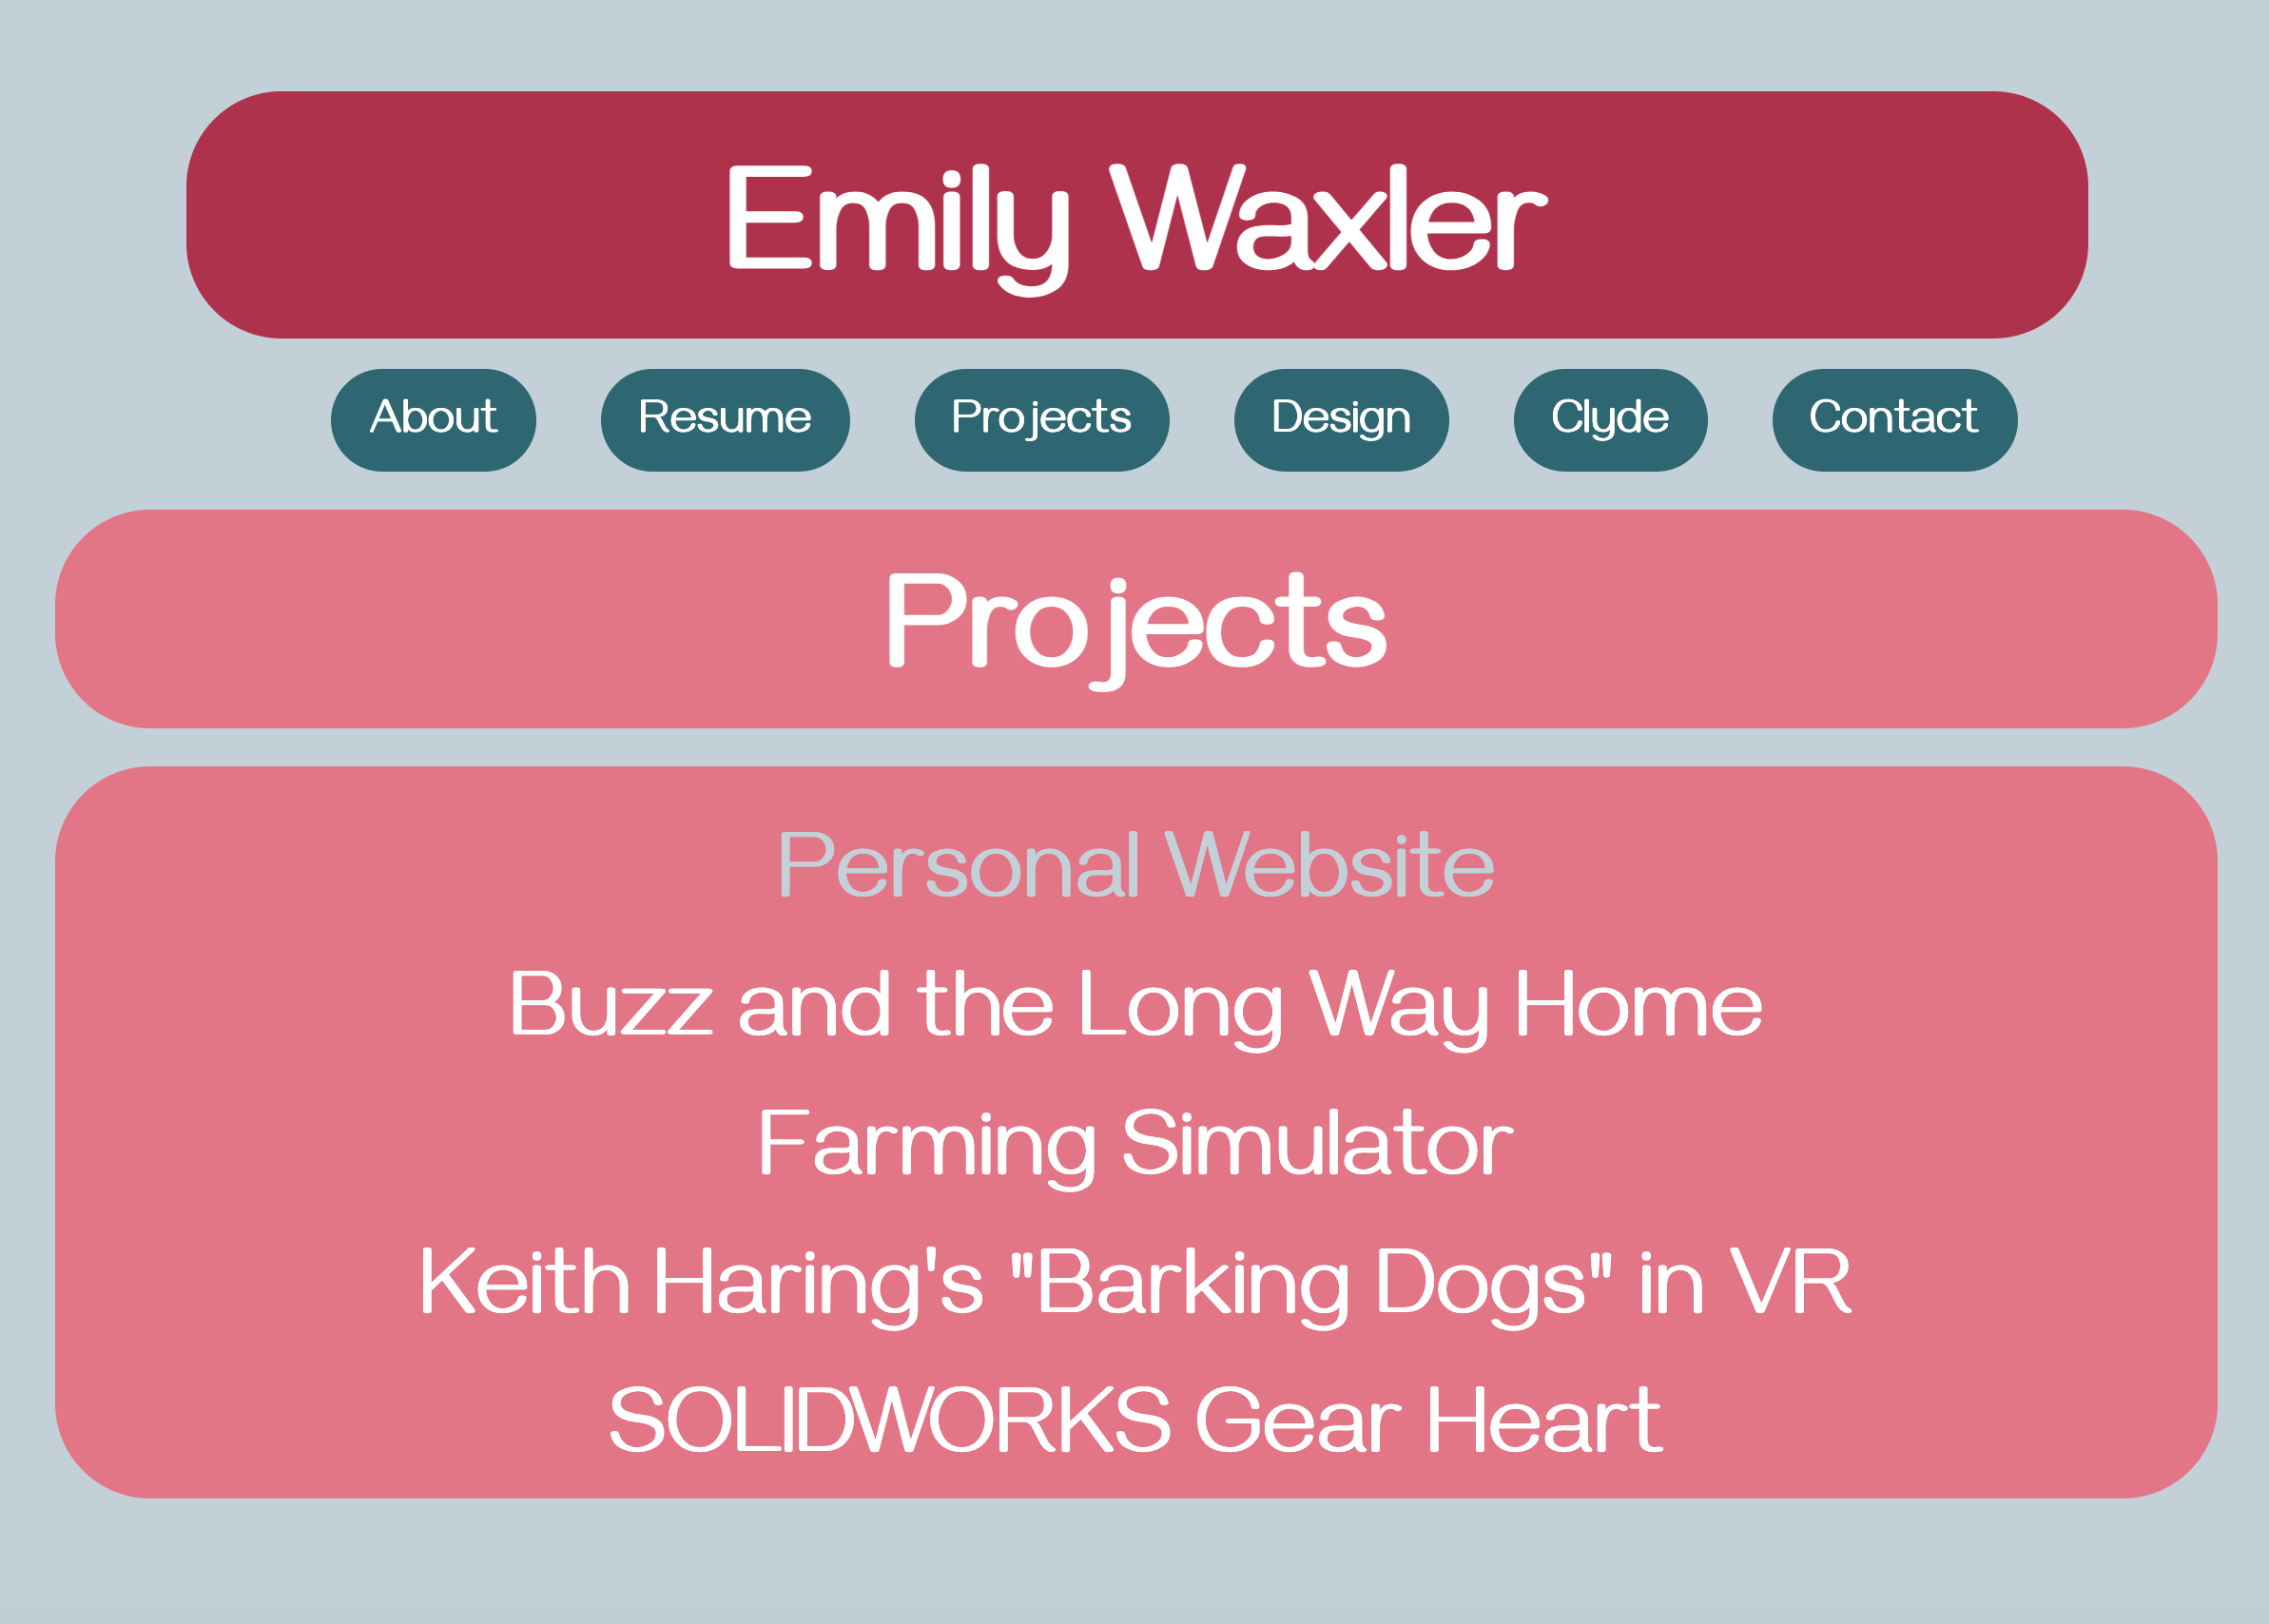 Emily Waxler
About Resume Projects Design Clyde Contact
Projects
Personal Website
Buzz and the Long Way Home
Farming Simulator
Keith Haring's "Barking Dogs" in VR
SOLIDWORKS Gear Heart